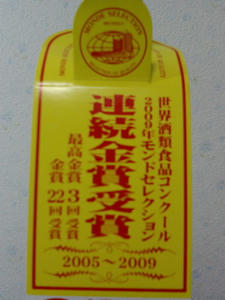 MONDE SELECTION
世界酒類食品コンクール
2009年モンドセレクション
連続金賞受賞
最高金賞3回受賞
金賞22回受賞
2005～2009